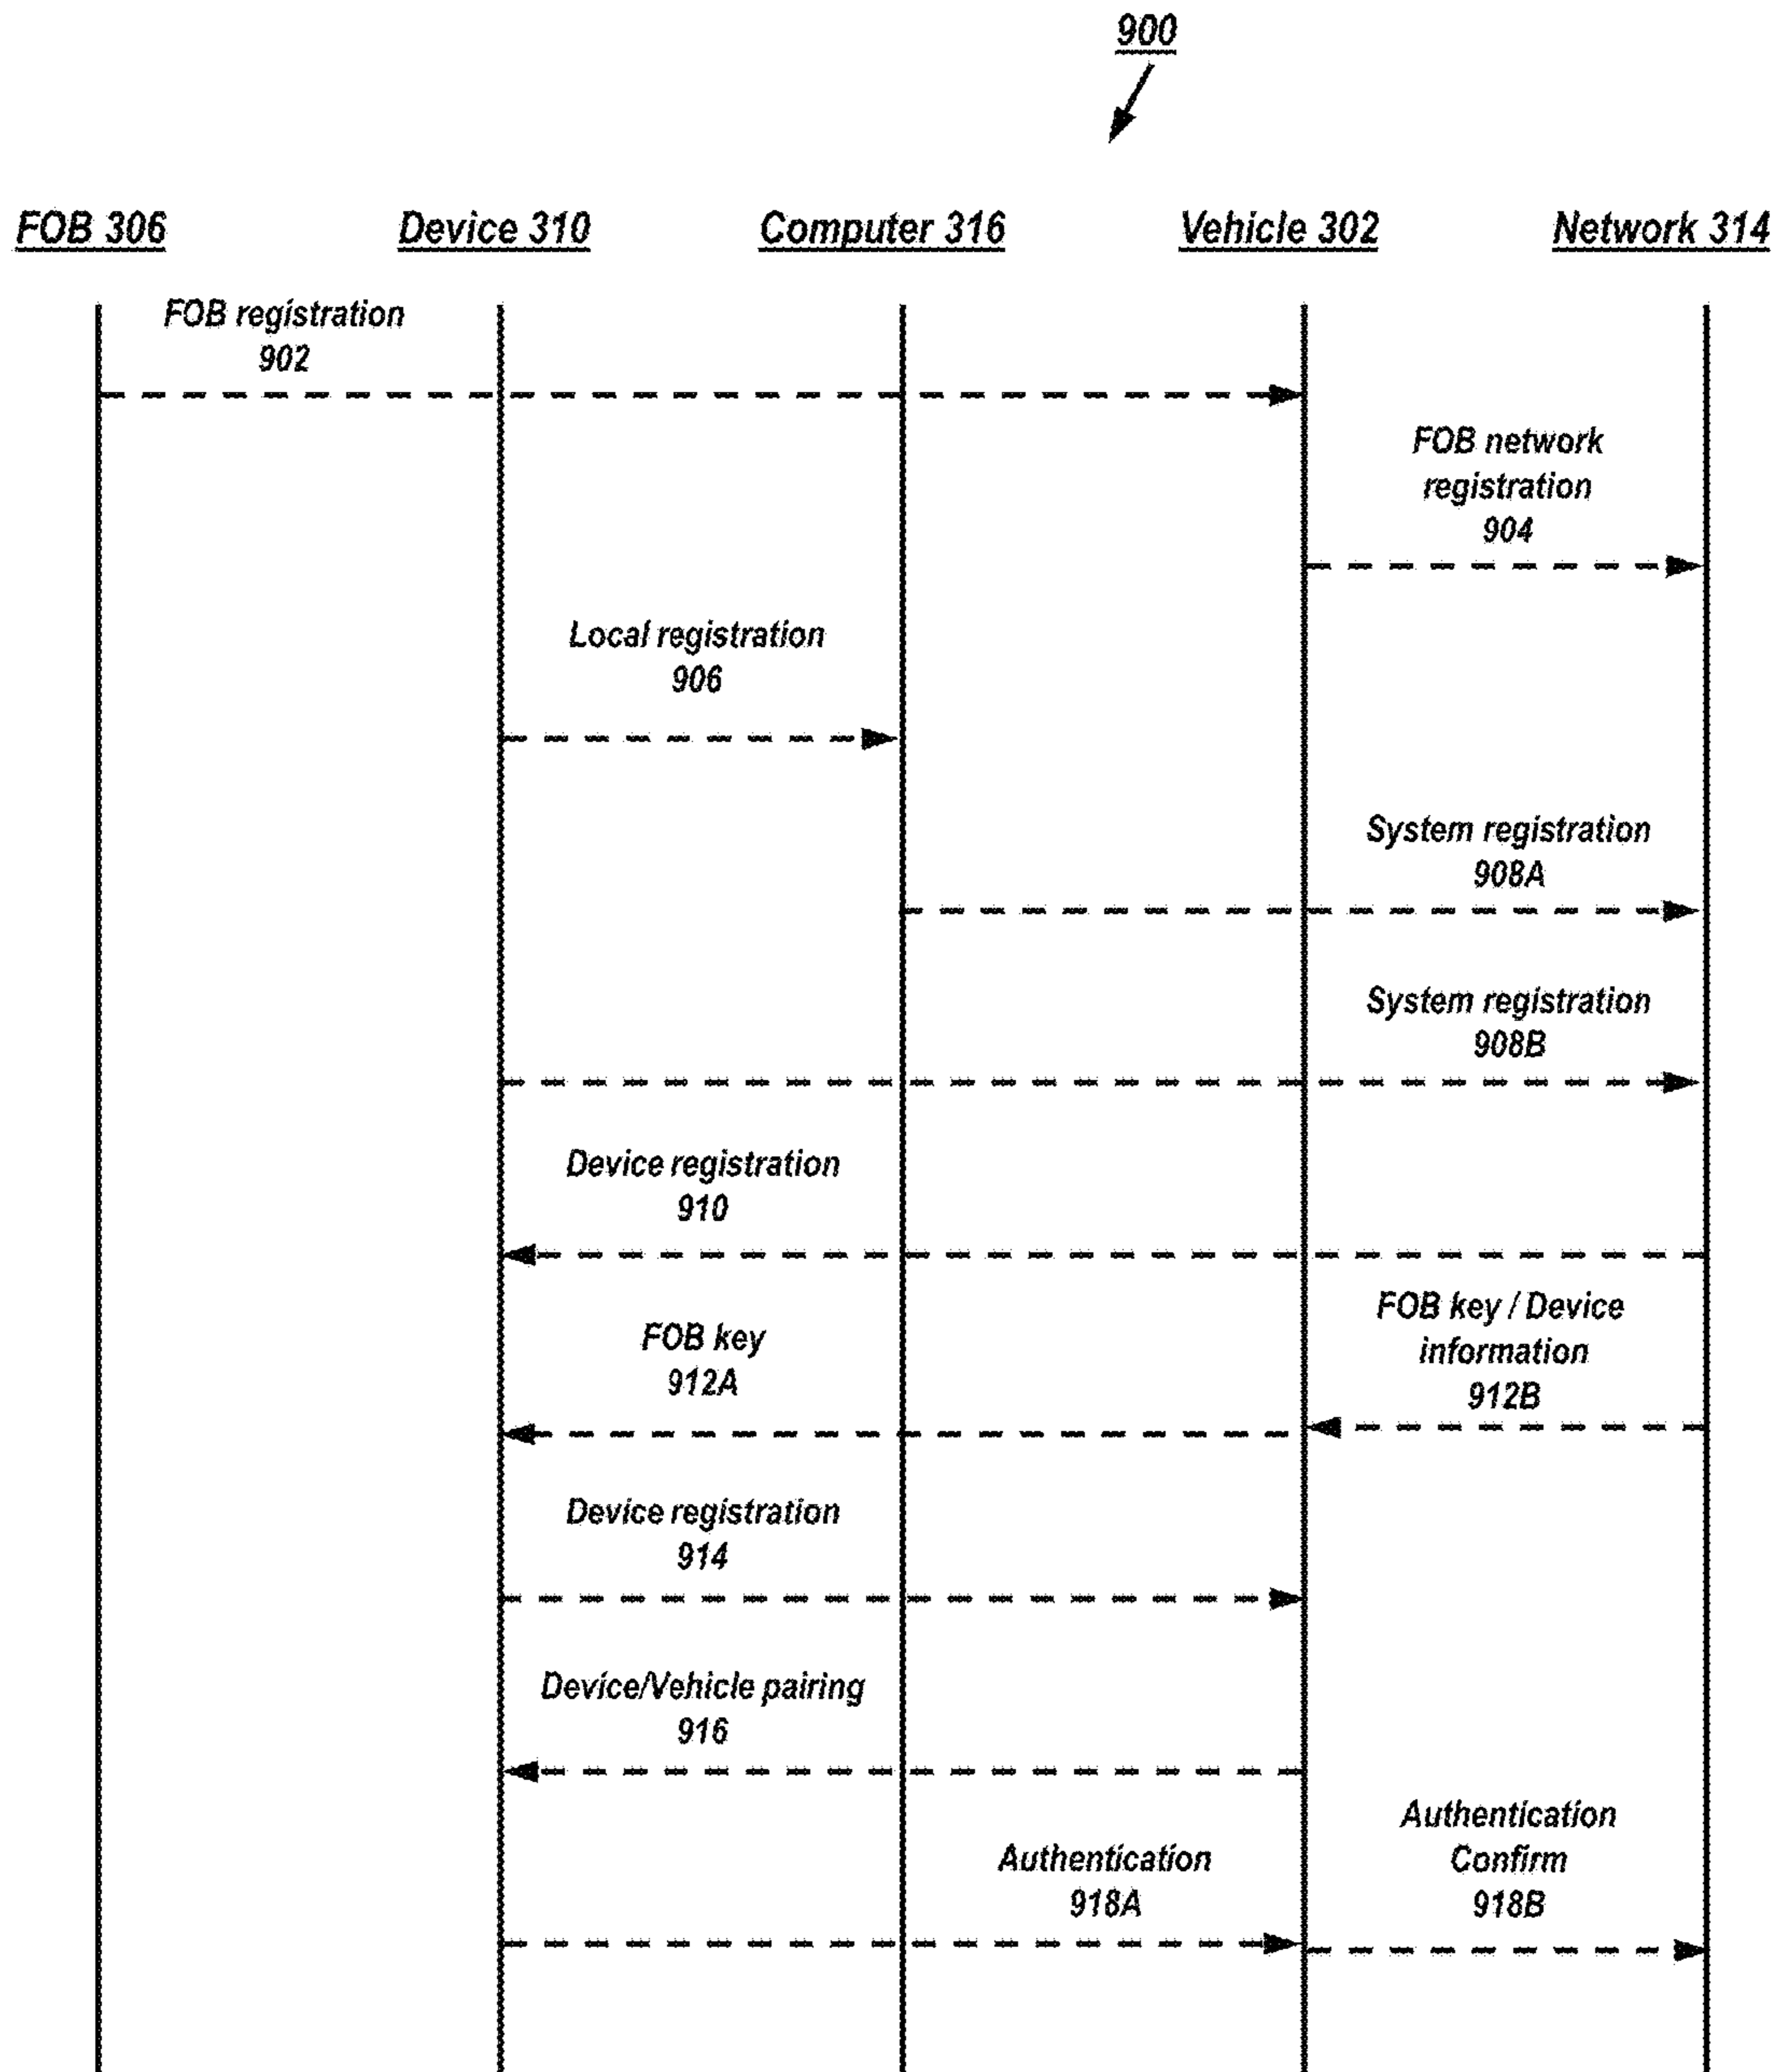 900
FOB 306
Device 310
Computer 316
Vehicle 302
Network 314
FOB registration
902
FOB network
registration
904
Local registration
906
System registration
908A
System registration
908B
Device registration
910
FOB key
912A
FOB key / Device
information
912B
Device registration
914
Device/Vehicle pairing
916
Authentication
918A
Authentication
Confirm
918B